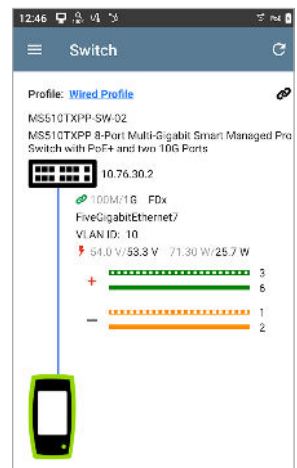 12:46
Switch
Profile: Wired Profile
MS510TXPP-SW-02
MS510TXPP 8-Port Multi-Gigabit Smart Managed Pro
Switch with PoE+ and two 10G Ports
10.76.30.2
100M/1G FDx
FiveGigabitEthernet7
VLAN ID: 10
54.0 V/53.3 V 71.30 W/25.7 W
+ 3
6
— 1
2